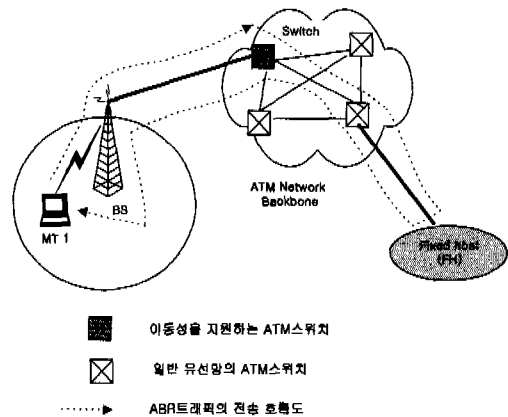 Switch
ATM Network
Backbone
BS
MT 1
Fixed host
(FH)
이동성을 지원하는 ATM스위치
일반 유선망의 ATM스위치
ABR트래픽의 전송 흐름도